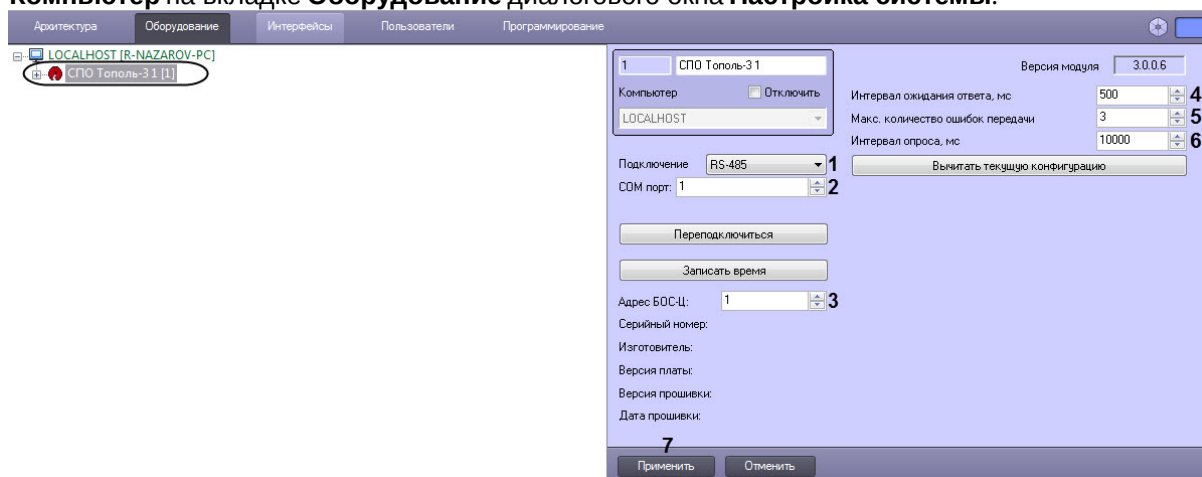 Компьютер на вкладке Оборудование диалогового окна Настройка системы.
Архитектура Оборудование Интерфейсы Пользователи Программирование
LOCALHOST [R-NAZAROV-PC]
СПО Тополь-3 1 [1]
1 СПО Тополь-3 1
Компьютер Отключить
LOCALHOST
Подключение RS-485 1
COM порт: 1 2
Переподключиться
Записать время
Адрес БОС-Ц: 1 3
Серийный номер:
Изготовитель:
Версия платы:
Версия прошивки:
Дата прошивки:
Версия модуля 3.0.0.6
Интервал ожидания ответа, мс 500 4
Макс. количество ошибок передачи 3 5
Интервал опроса, мс 10000 6
Вычитать текущую конфигурацию
7
Применить Отменить